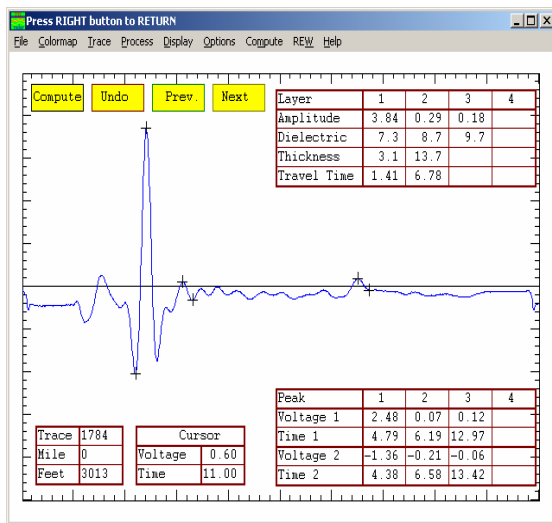 Press RIGHT button to RETURN
File Colormap Trace Process Display Options Compute REW Help
Compute Undo Prev. Next
Layer 1 2 3 4
Amplitude 3.84 0.29 0.18
Dielectric 7.3 8.7 9.7
Thickness 3.1 13.7
Travel Time 1.41 6.78
Peak 1 2 3 4
Voltage 1 2.48 0.07 0.12
Time 1 4.79 6.19 12.97
Voltage 2 -1.36 -0.21 -0.06
Time 2 4.38 6.58 13.42
Trace 1784
Mile 0
Feet 3013
Cursor
Voltage 0.60
Time 11.00